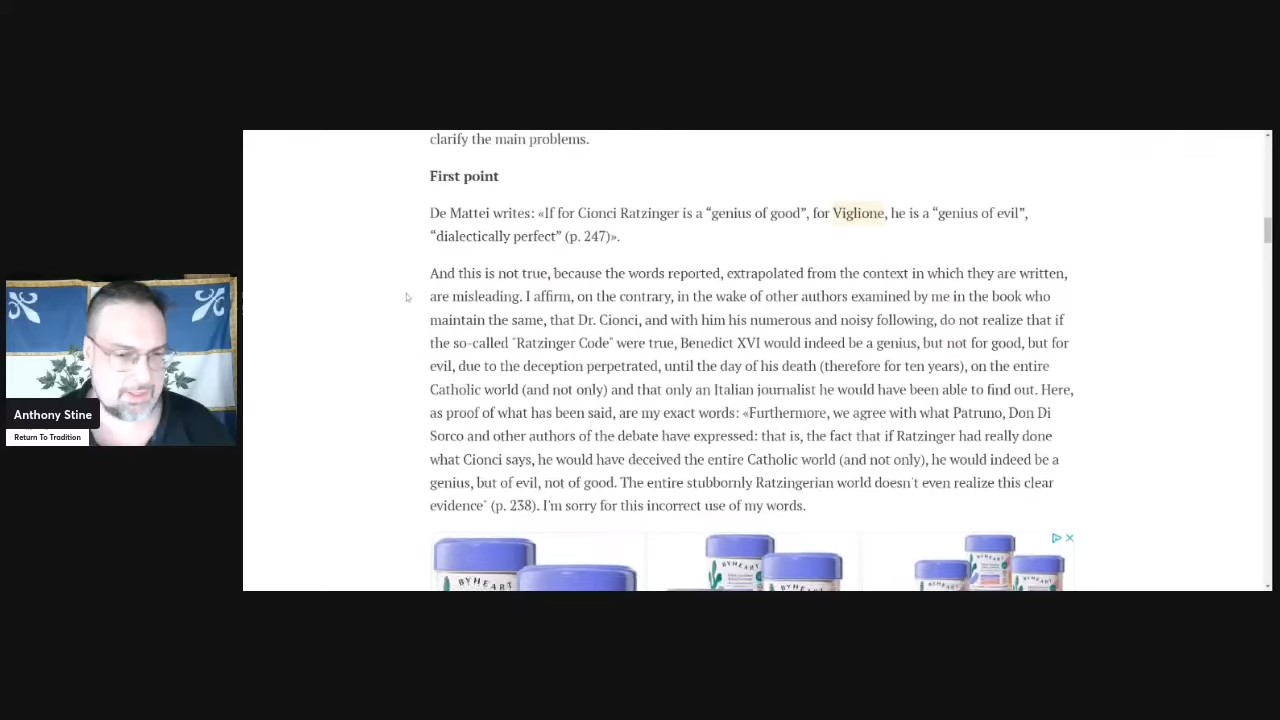 clarify the main problems.
First point
De Mattei writes: «If for Cionci Ratzinger is a “genius of good”, for Viglione, he is a “genius of evil”,
“dialectically perfect” (p. 247)».
And this is not true, because the words reported, extrapolated from the context in which they are written,
are misleading. I affirm, on the contrary, in the wake of other authors examined by me in the book who
maintain the same, that Dr. Cionci, and with him his numerous and noisy following, do not realize that if
the so-called "Ratzinger Code" were true, Benedict XVI would indeed be a genius, but not for good, but for
evil, due to the deception perpetrated, until the day of his death (therefore for ten years), on the entire
Catholic world (and not only) and that only an Italian journalist he would have been able to find out. Here,
as proof of what has been said, are my exact words: «Furthermore, we agree with what Patruno, Don Di
Sorco and other authors of the debate have expressed: that is, the fact that if Ratzinger had really done
what Cionci says, he would have deceived the entire Catholic world (and not only), he would indeed be a
genius, but of evil, not of good. The entire stubbornly Ratzingerian world doesn't even realize this clear
evidence" (p. 238). I'm sorry for this incorrect use of my words.
Anthony Stine
Return To Tradition
BYHEART
BYHEART
BYHEART
BYHEART
BYHEART
BYHEART